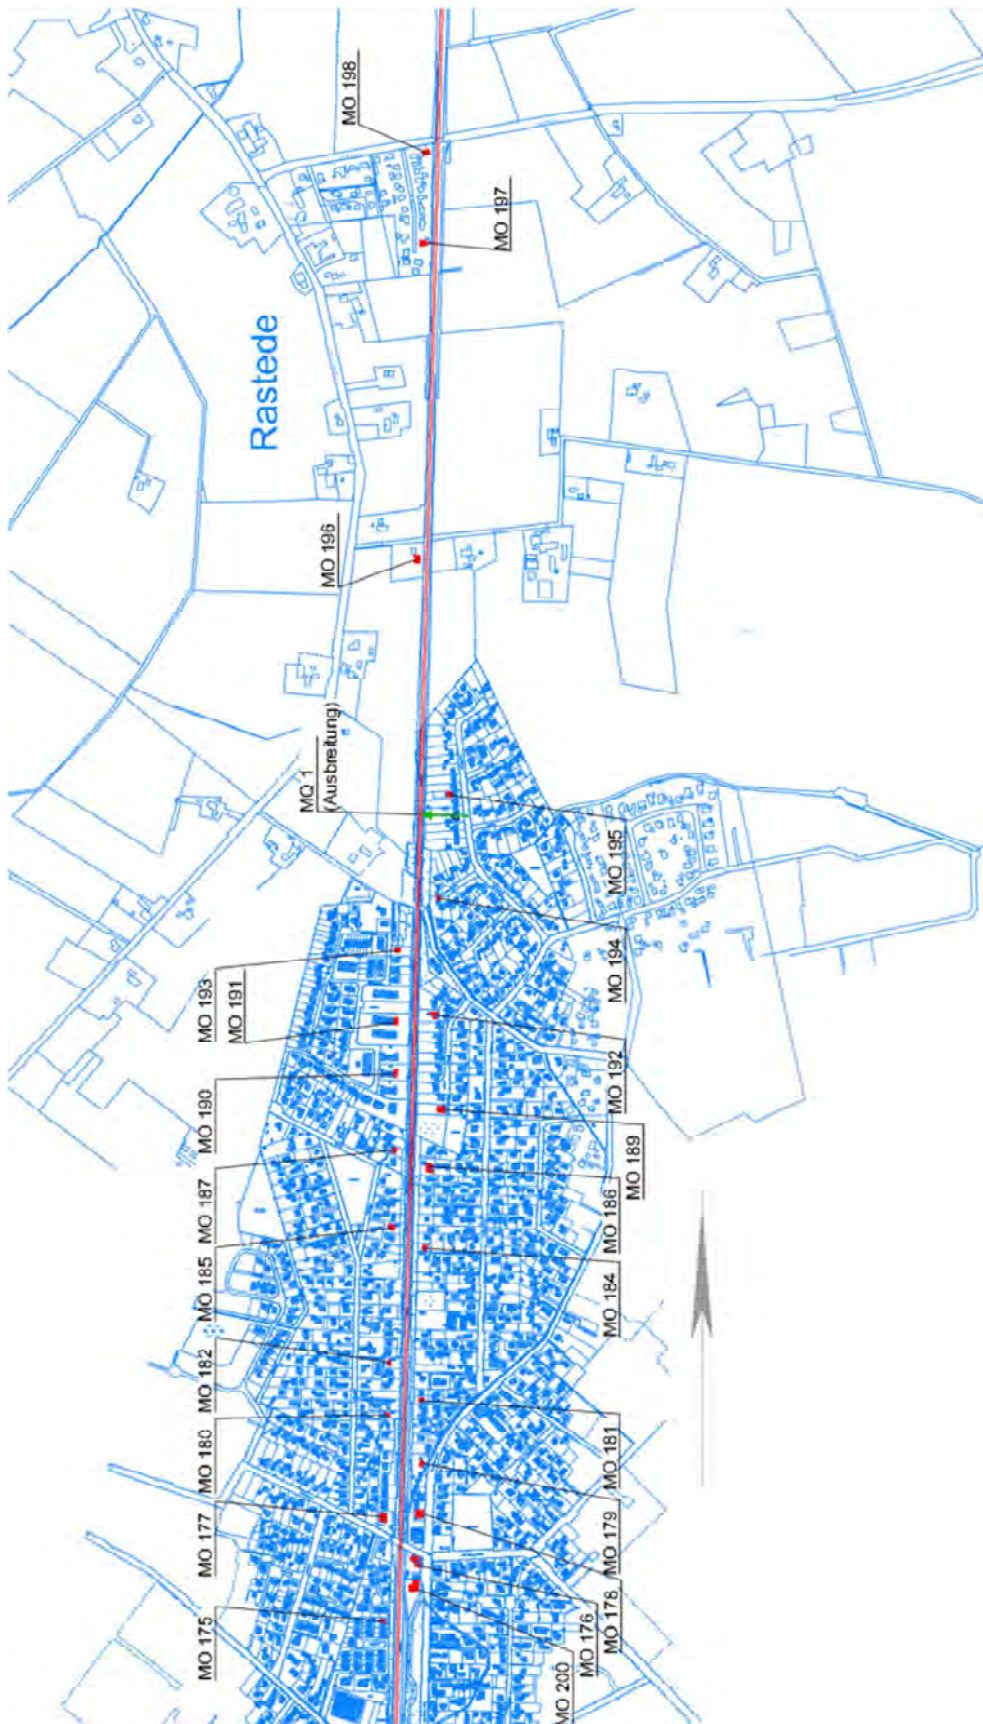 MO 198
MO 197
Rastede
MO 196
MQ 1
(Ausbreitung)
MO 195
MO 194
MO 193
MO 191
MO 192
MO 190
MO 189
MO 187
MO 186
MO 185
MO 184
MO 182
MO 181
MO 180
MO 179
MO 177
MO 178
MO 176
MO 175
MO 200